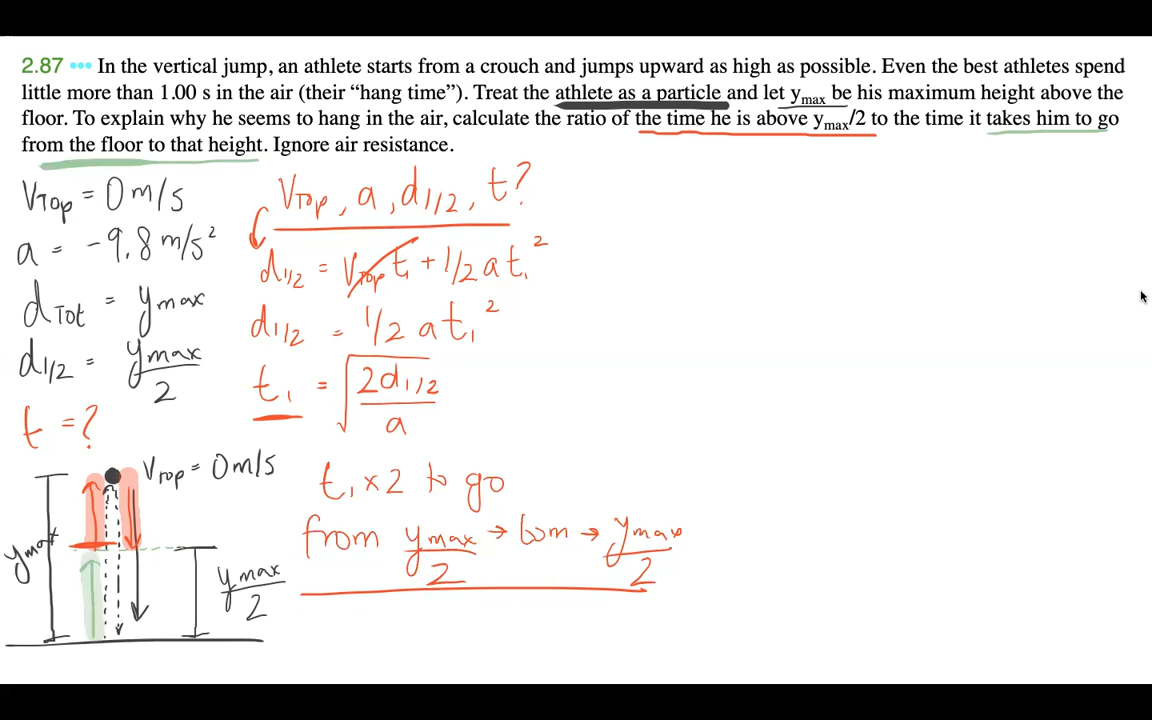 2.87 ••• In the vertical jump, an athlete starts from a crouch and jumps upward as high as possible. Even the best athletes spend
little more than 1.00 s in the air (their “hang time”). Treat the athlete as a particle and let ymax be his maximum height above the
floor. To explain why he seems to hang in the air, calculate the ratio of the time he is above ymax/2 to the time it takes him to go
from the floor to that height. Ignore air resistance.
VTop = 0 m/s
a = -9.8 m/s²
dTot = ymax
d1/2 = ymax/2
t = ?
VTop, a, d1/2, t?
d1/2 = VTop t1 + 1/2 a t1²
d1/2 = 1/2 a t1²
t1 = √(2d1/2/a)
t1 x 2 to go
from ymax/2 → → ymax/2
VTop = 0 m/s
ymax
ymax/2